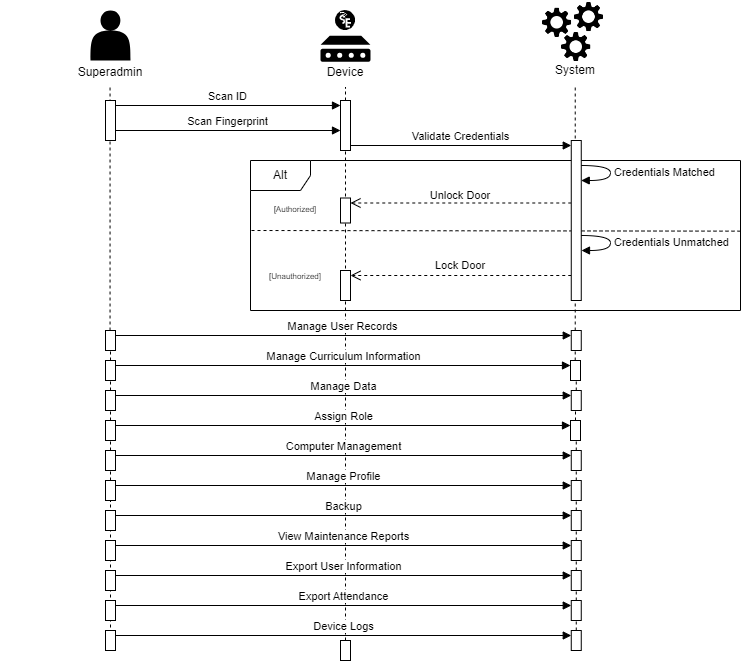 SE
Superadmin
Device
System
Scan ID
Scan Fingerprint
Validate Credentials
Alt
Credentials Matched
Unlock Door
[Authorized]
Credentials Unmatched
Lock Door
[Unauthorized]
Manage User Records
Manage Curriculum Information
Manage Data
Assign Role
Computer Management
Manage Profile
Backup
View Maintenance Reports
Export User Information
Export Attendance
Device Logs